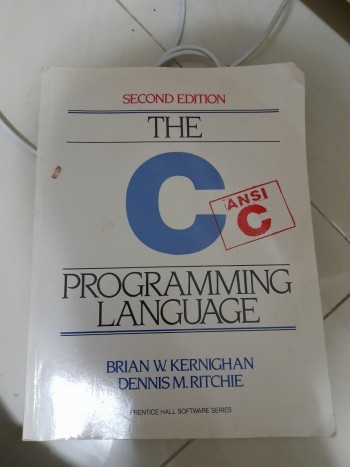 SECOND EDITION
THE
C
ANSI
C
PROGRAMMING
LANGUAGE
BRIAN W. KERNIGHAN
DENNIS M. RITCHIE
PRENTICE HALL SOFTWARE SERIES